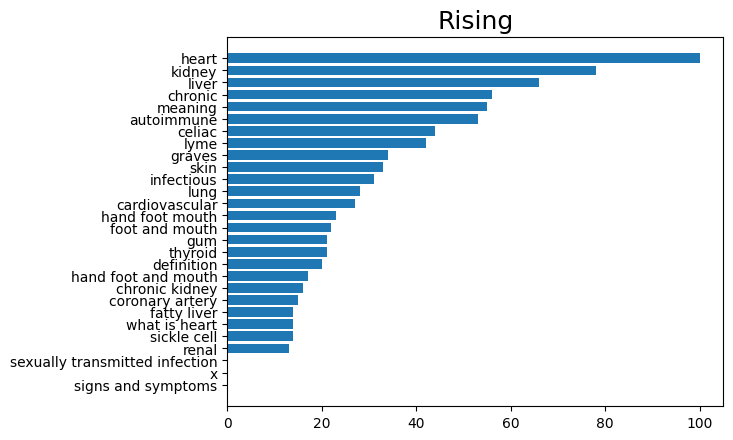 Rising
heart
kidney
liver
chronic
meaning
autoimmune
celiac
lyme
graves
skin
infectious
lung
cardiovascular
hand foot mouth
foot and mouth
gum
thyroid
definition
hand foot and mouth
chronic kidney
coronary artery
fatty liver
what is heart
sickle cell
renal
sexually transmitted infection
x
signs and symptoms
0 20 40 60 80 100